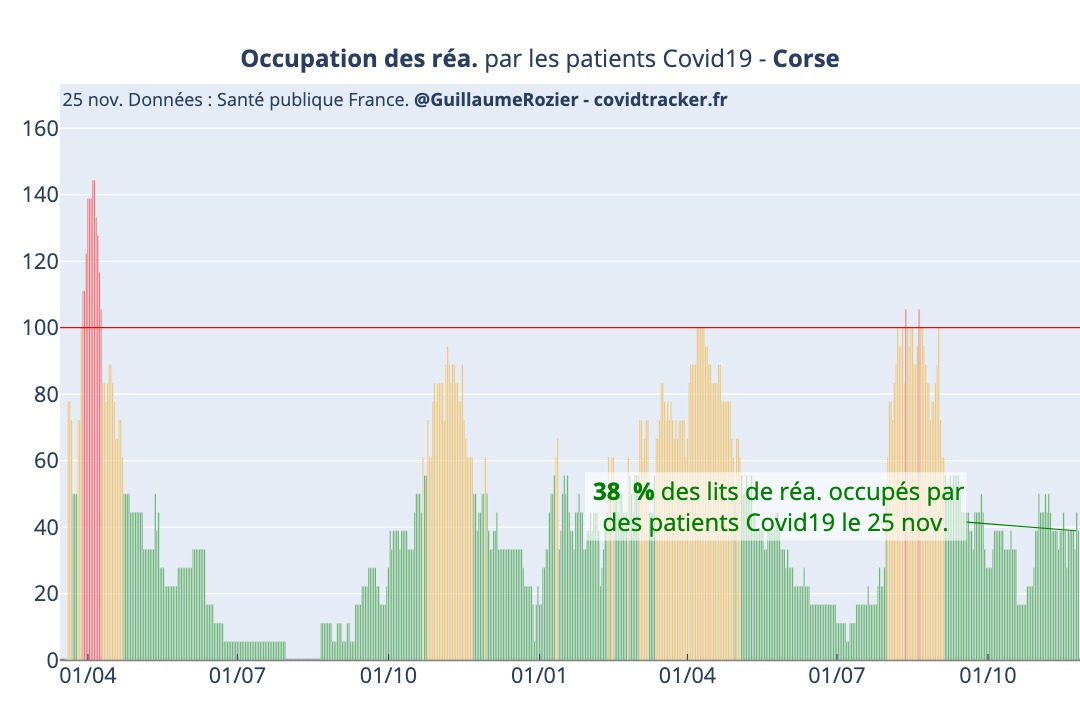 Occupation des réa. par les patients Covid19 - Corse
25 nov. Données : Santé publique France. @GuillaumeRozier - covidtracker.fr
160
140
120
100
80
60
40
20
0
38 % des lits de réa. occupés par
des patients Covid19 le 25 nov.
01/04 01/07 01/10 01/01 01/04 01/07 01/10